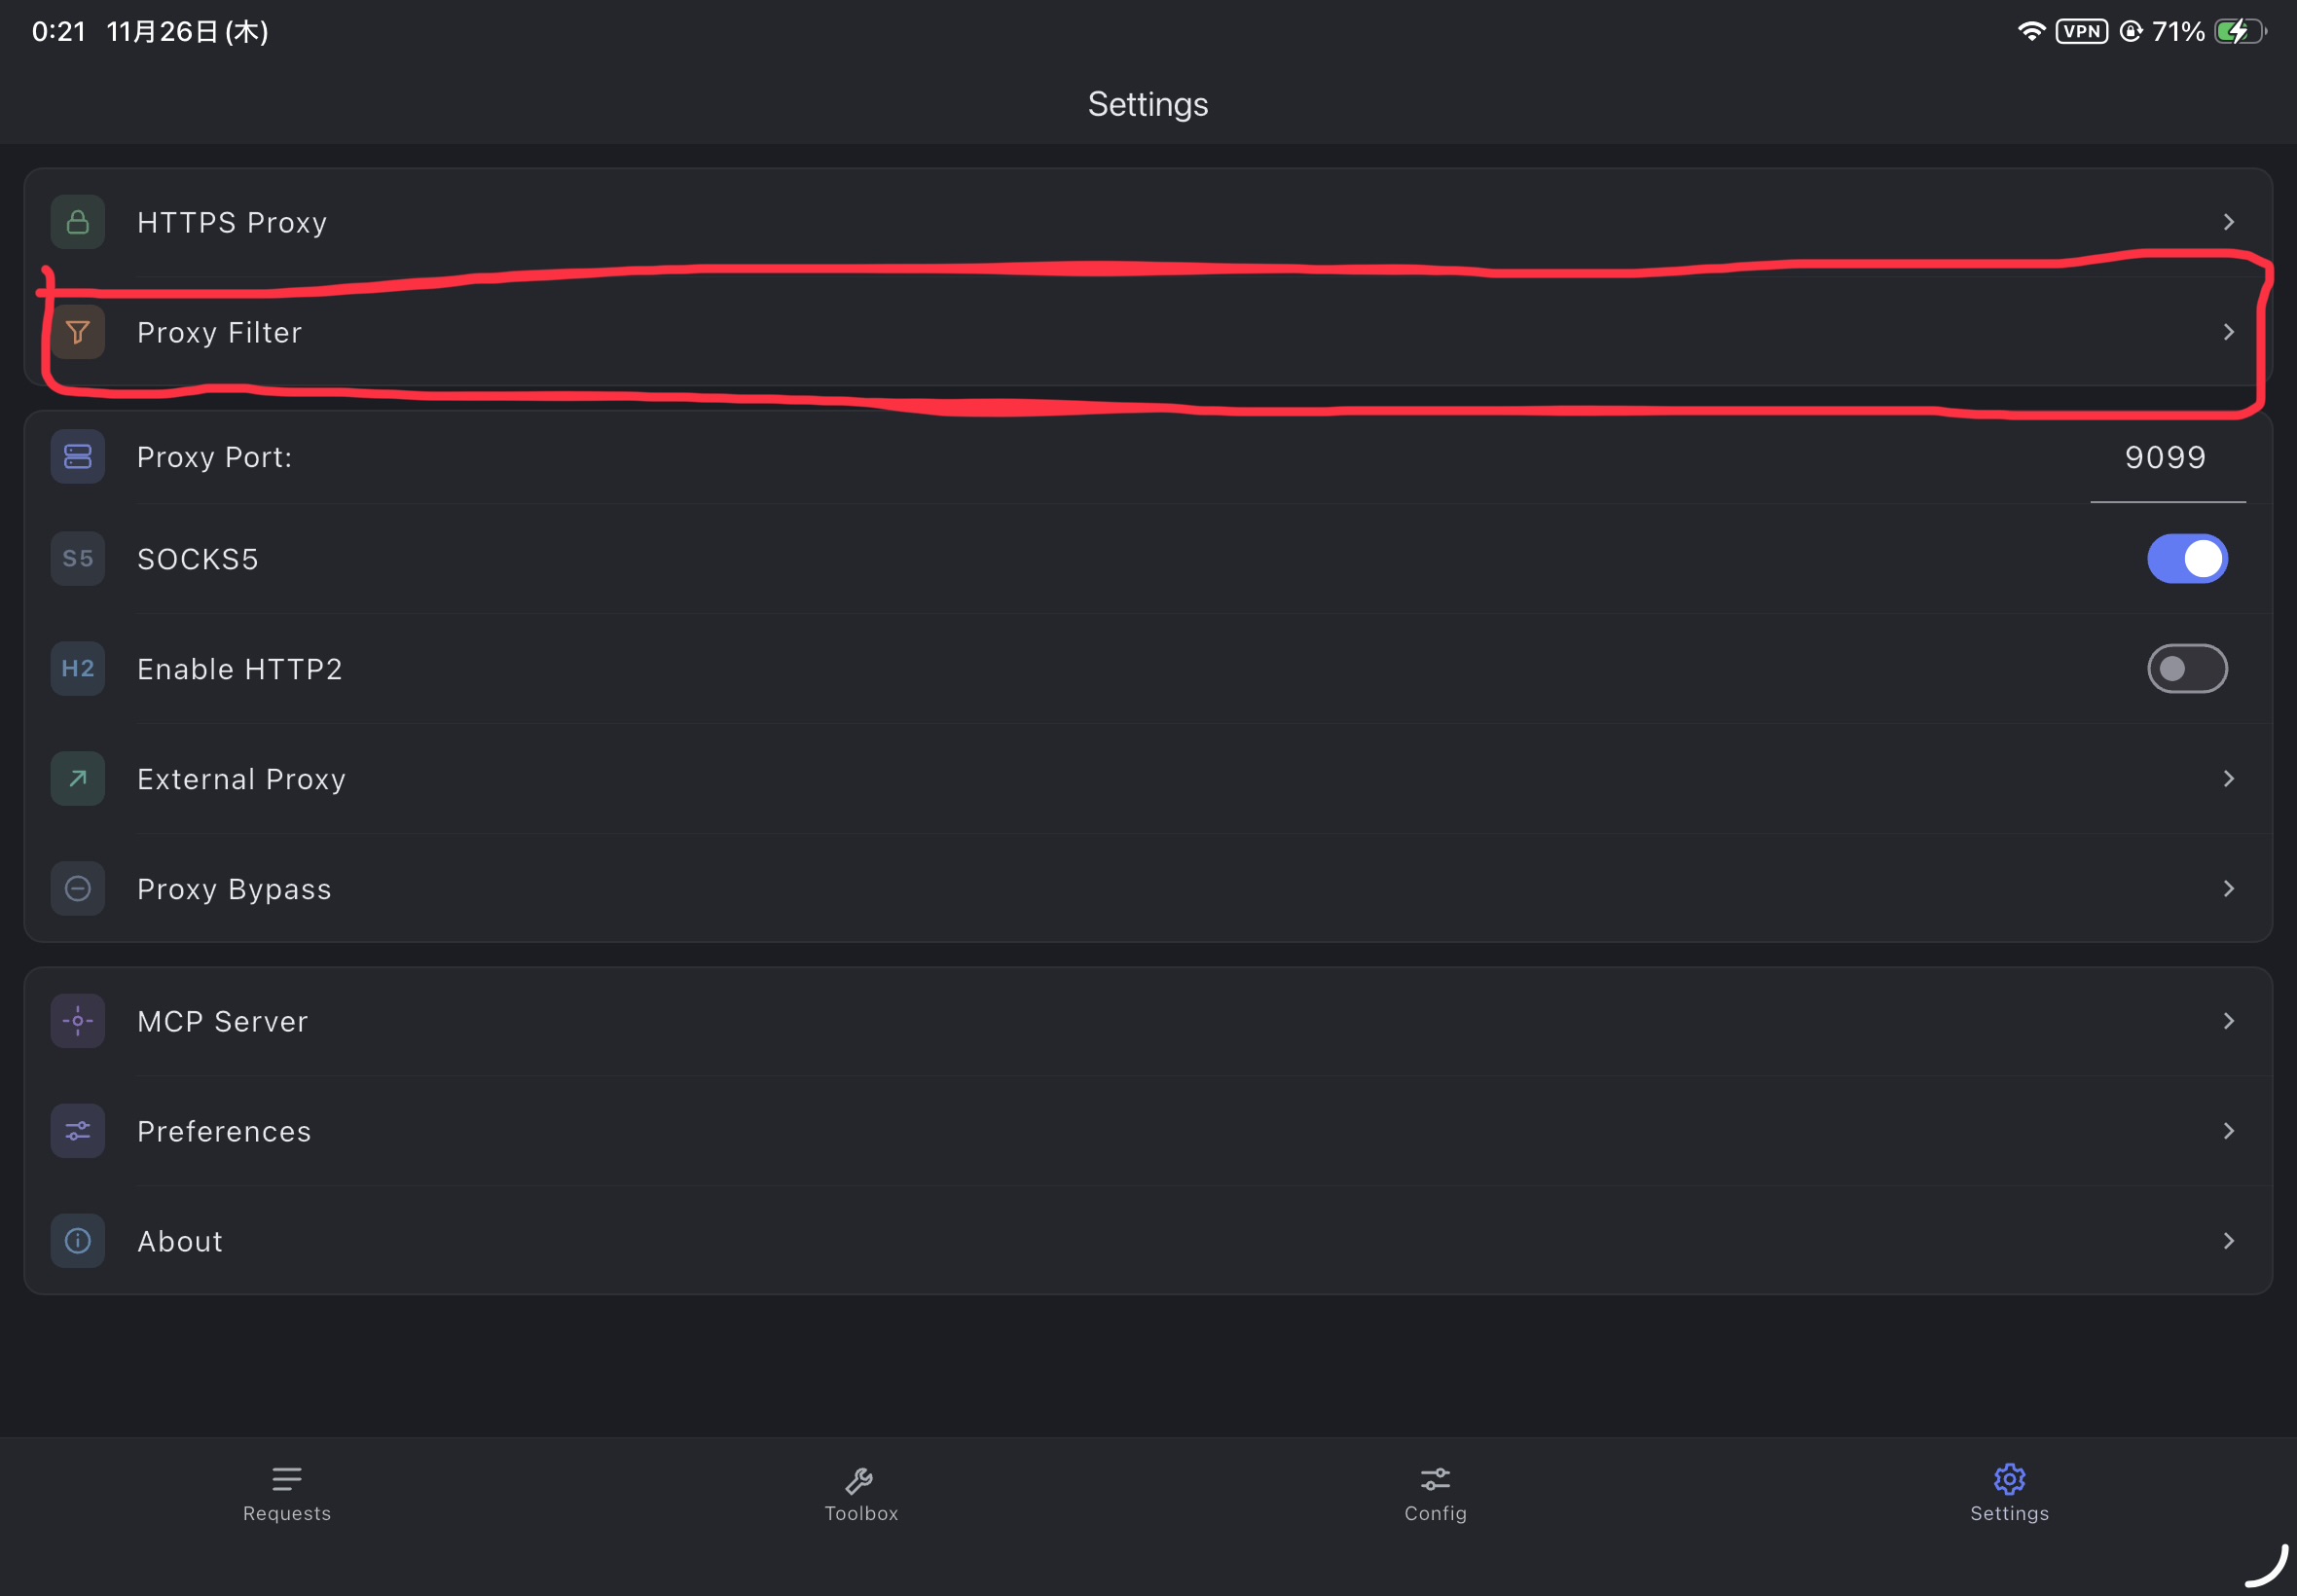 0:21 11月26日(木)
VPN 71%
Settings
HTTPS Proxy
Proxy Filter
Proxy Port: 9099
S5 SOCKS5
H2 Enable HTTP2
External Proxy
Proxy Bypass
MCP Server
Preferences
About
Requests Toolbox Config Settings